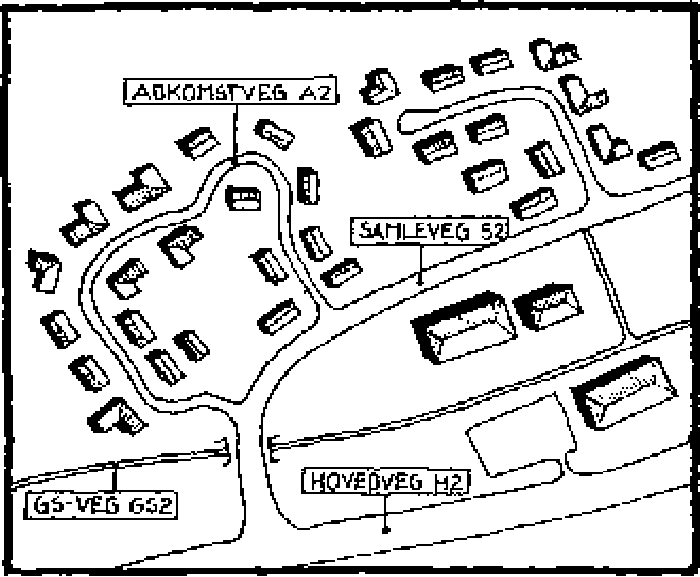 ADKOMSTVEG A2
SAMLEVEG S2
HOVEDVEG H2
GS-VEG GS2